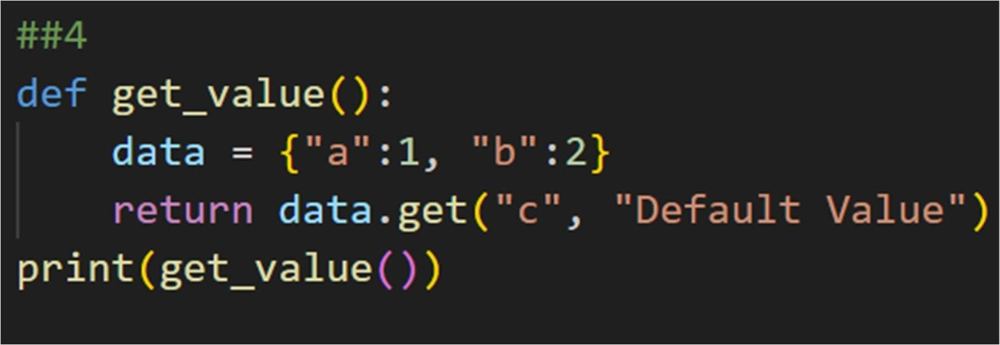 ##4
def get_value():
    data = {"a":1, "b":2}
    return data.get("c", "Default Value")
print(get_value())